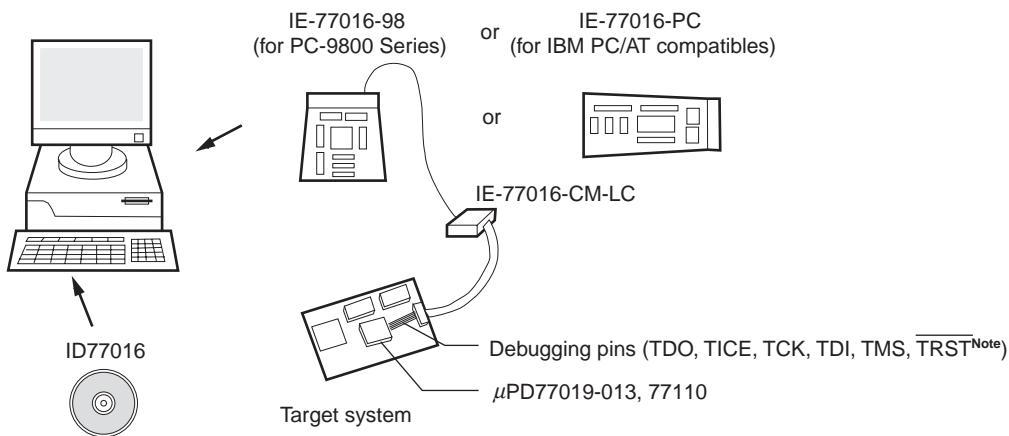 IE-77016-98
(for PC-9800 Series)
or
IE-77016-PC
(for IBM PC/AT compatibles)
or
IE-77016-CM-LC
ID77016
Target system
Debugging pins (TDO, TICE, TCK, TDI, TMS, T̅R̅S̅T̅ᴺᵒᵗᵉ)
μPD77019-013, 77110